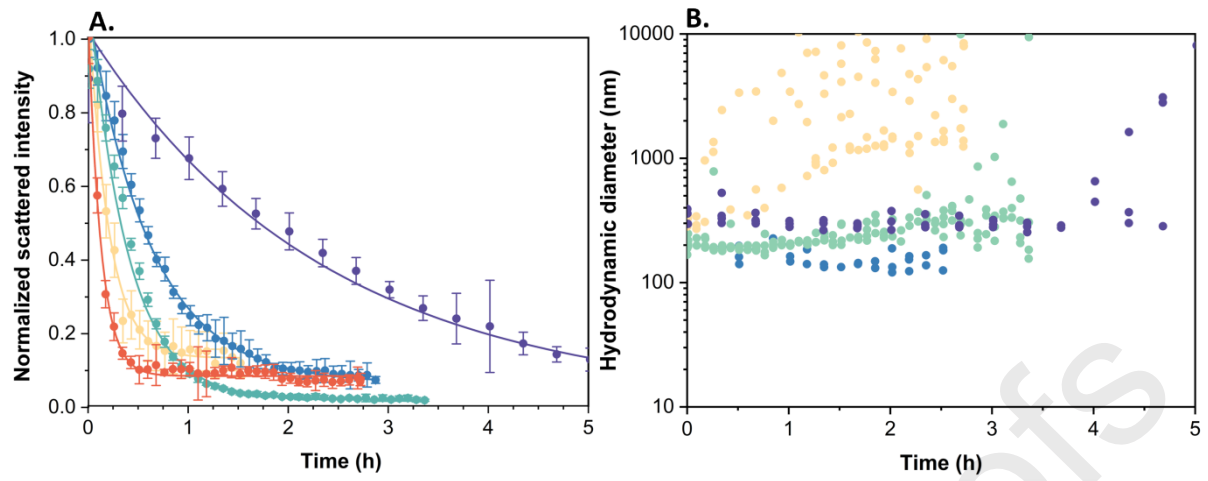 A.
Normalized scattered intensity
1.0
0.8
0.6
0.4
0.2
0.0
0 1 2 3 4 5
Time (h)
B.
Hydrodynamic diameter (nm)
10000
1000
100
10
0 1 2 3 4 5
Time (h)